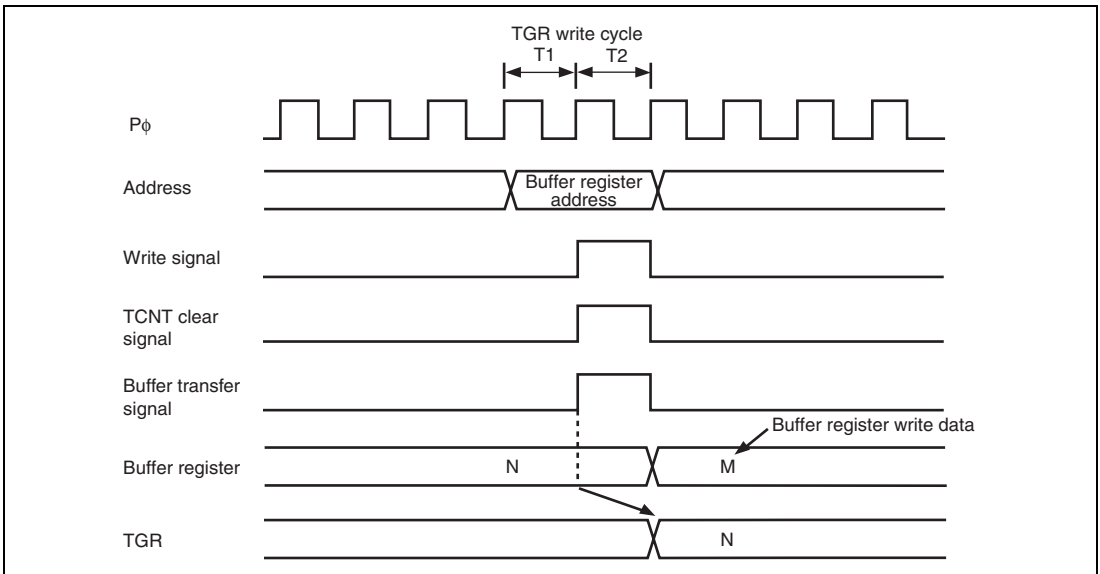 TGR write cycle
T1 T2
Pϕ
Address
Buffer register
address
Write signal
TCNT clear
signal
Buffer transfer
signal
Buffer register write data
Buffer register N M
TGR N